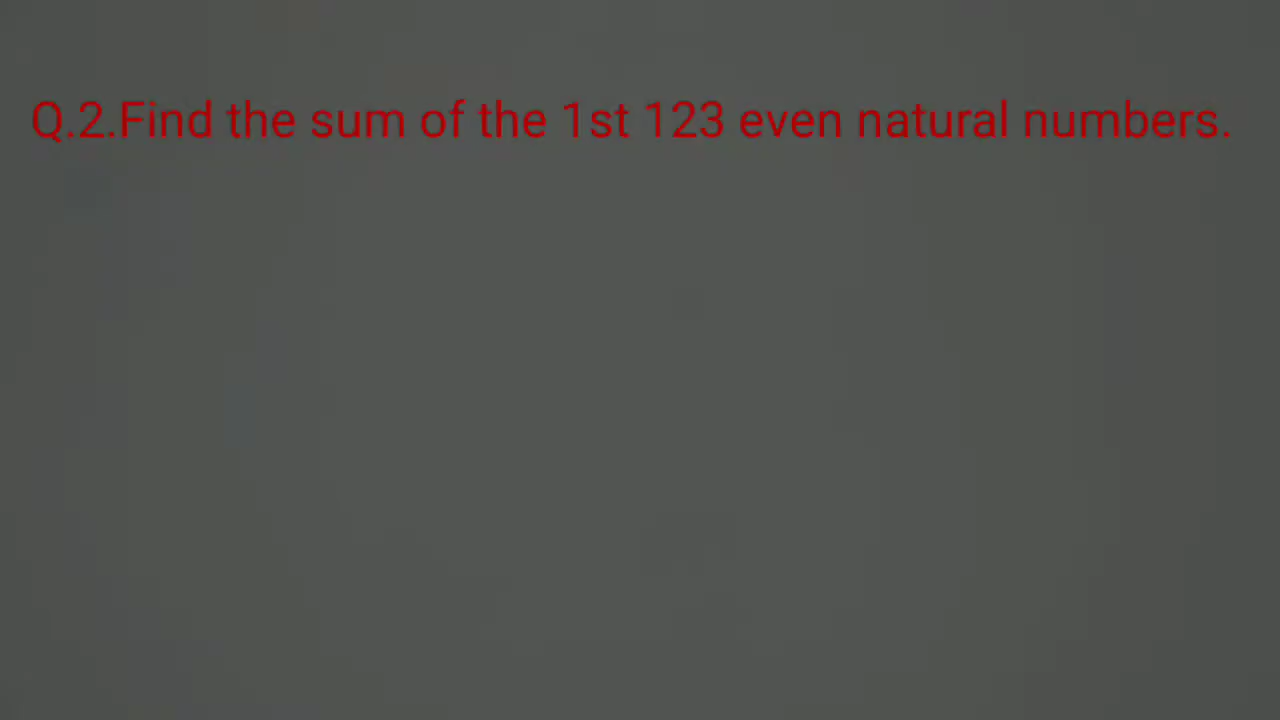 Q.2.Find the sum of the 1st 123 even natural numbers.